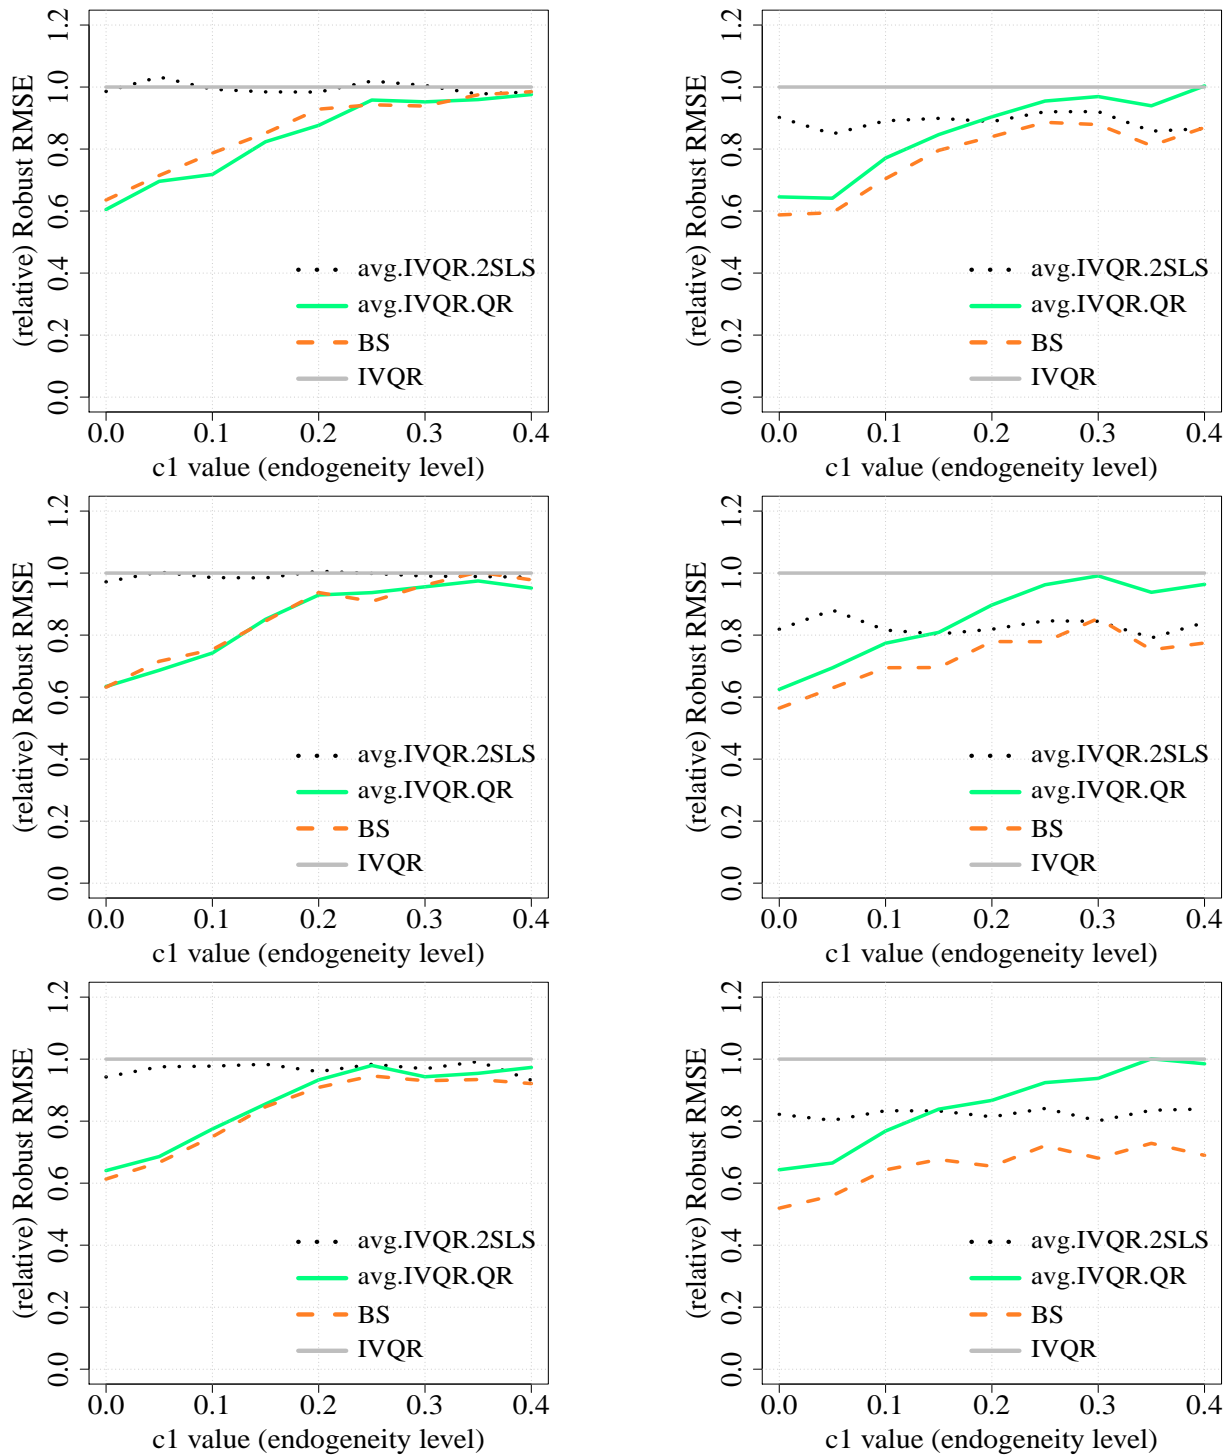 (relative) Robust RMSE
0.0 0.2 0.4 0.6 0.8 1.0 1.2
avg.IVQR.2SLS
avg.IVQR.QR
BS
IVQR
0.0 0.1 0.2 0.3 0.4
c1 value (endogeneity level)
(relative) Robust RMSE
0.0 0.2 0.4 0.6 0.8 1.0 1.2
avg.IVQR.2SLS
avg.IVQR.QR
BS
IVQR
0.0 0.1 0.2 0.3 0.4
c1 value (endogeneity level)
(relative) Robust RMSE
0.0 0.2 0.4 0.6 0.8 1.0 1.2
avg.IVQR.2SLS
avg.IVQR.QR
BS
IVQR
0.0 0.1 0.2 0.3 0.4
c1 value (endogeneity level)
(relative) Robust RMSE
0.0 0.2 0.4 0.6 0.8 1.0 1.2
avg.IVQR.2SLS
avg.IVQR.QR
BS
IVQR
0.0 0.1 0.2 0.3 0.4
c1 value (endogeneity level)
(relative) Robust RMSE
0.0 0.2 0.4 0.6 0.8 1.0 1.2
avg.IVQR.2SLS
avg.IVQR.QR
BS
IVQR
0.0 0.1 0.2 0.3 0.4
c1 value (endogeneity level)
(relative) Robust RMSE
0.0 0.2 0.4 0.6 0.8 1.0 1.2
avg.IVQR.2SLS
avg.IVQR.QR
BS
IVQR
0.0 0.1 0.2 0.3 0.4
c1 value (endogeneity level)